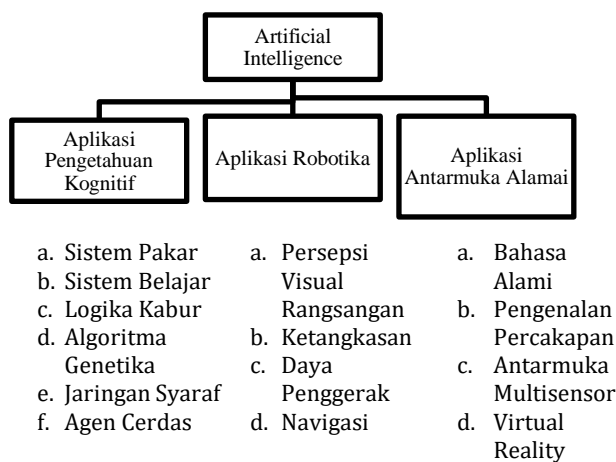 Artificial
Intelligence
Aplikasi
Pengetahuan
Kognitif
Aplikasi Robotika
Aplikasi
Antarmuka Alamai
a. Sistem Pakar
b. Sistem Belajar
c. Logika Kabur
d. Algoritma
Genetika
e. Jaringan Syaraf
f. Agen Cerdas
a. Persepsi
Visual
Rangsangan
b. Ketangkasan
c. Daya
Penggerak
d. Navigasi
a. Bahasa
Alami
b. Pengenalan
Percakapan
c. Antarmuka
Multisensor
d. Virtual
Reality